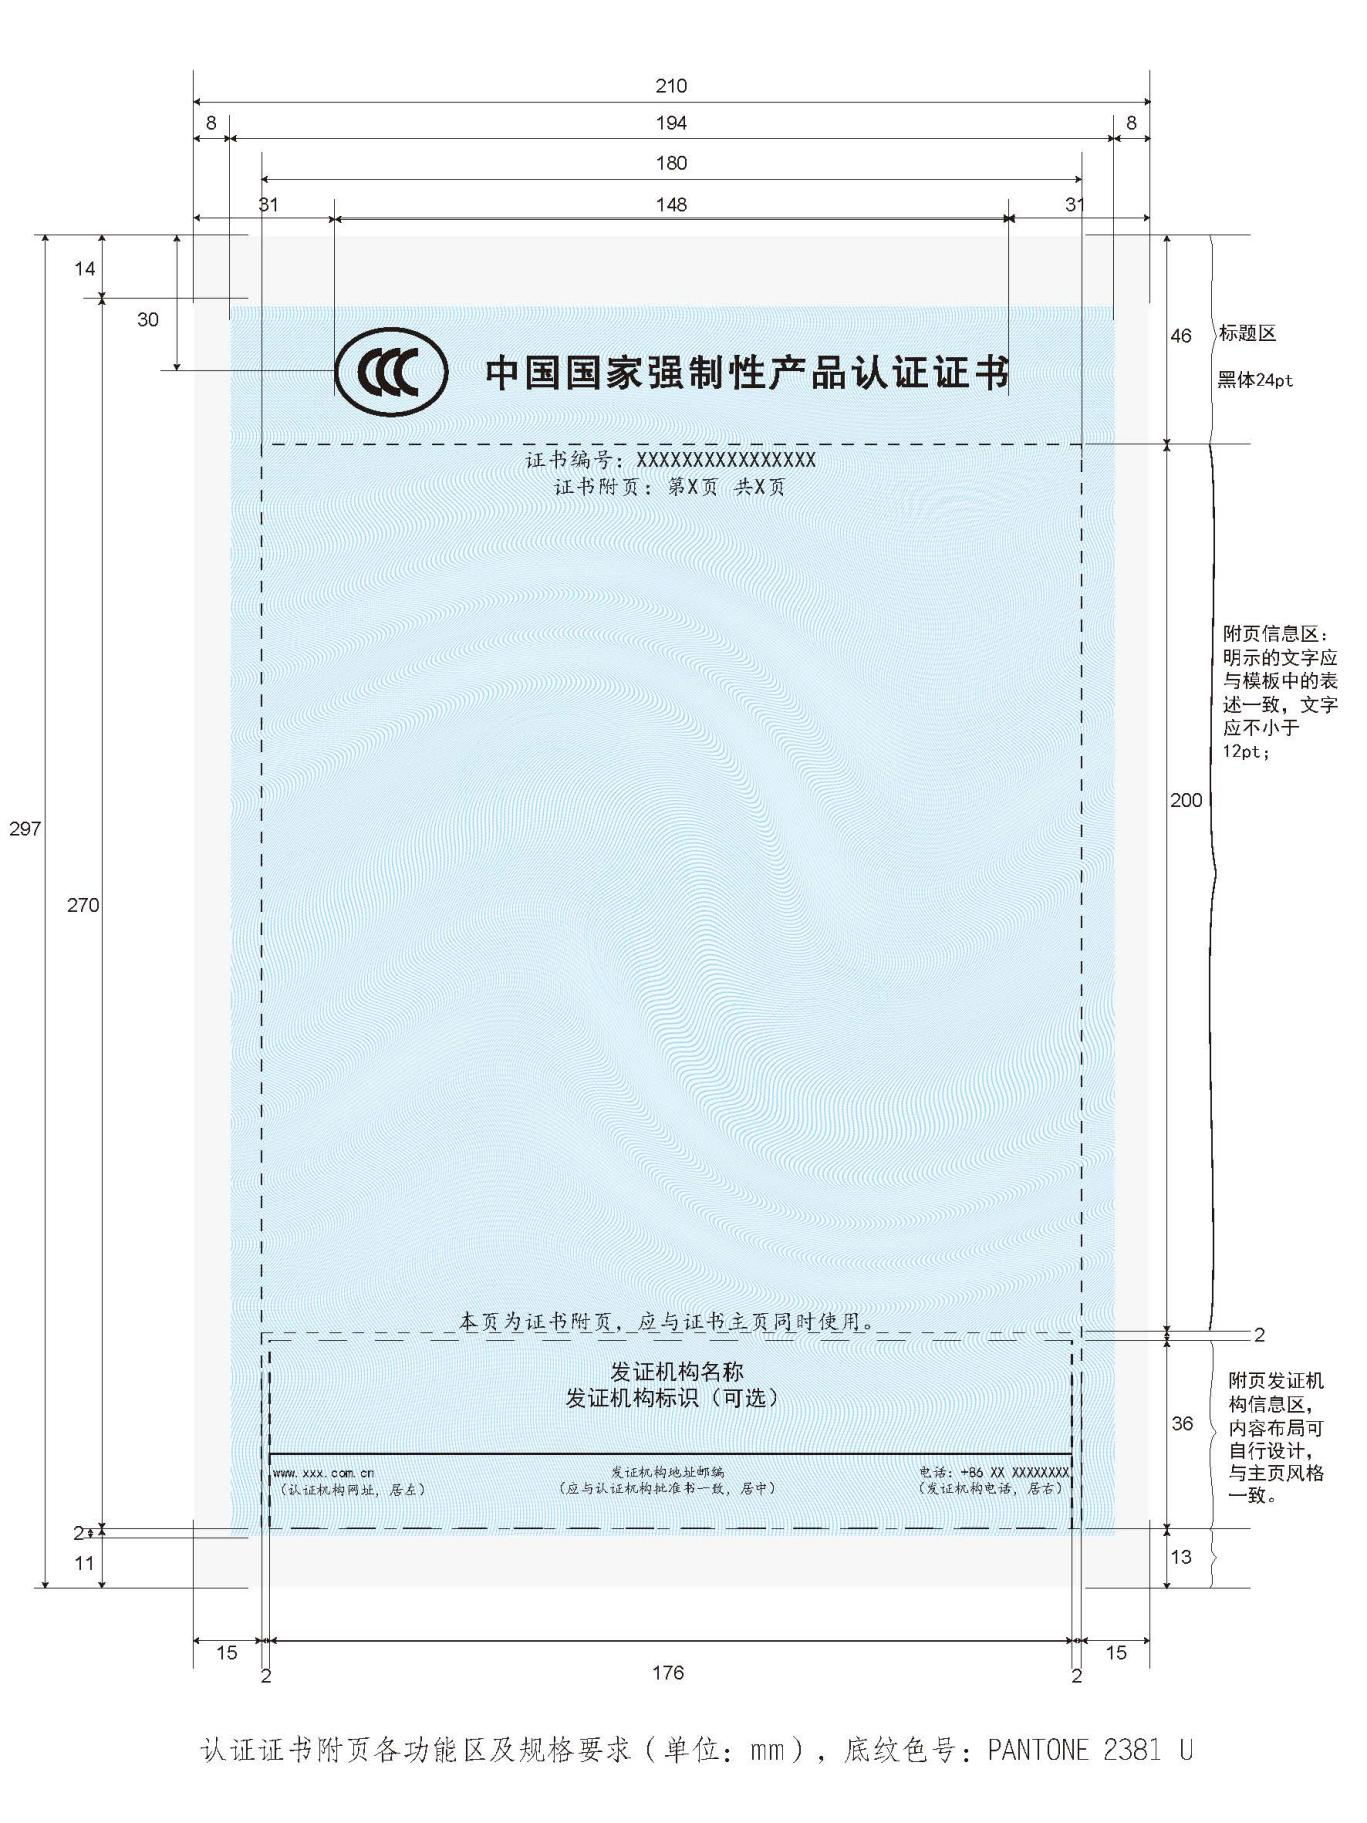 210
8
194
8
180
31
148
31
14
30
46
标题区
黑体24pt
CCC
中国国家强制性产品认证证书
证书编号：XXXXXXXXXXXXXXXX
证书附页：第X页 共X页
附页信息区：
明示的文字应
与模板中的表
述一致，文字
应不小于
12pt；
200
297
270
本页为证书附页，应与证书主页同时使用。
2
发证机构名称
发证机构标识（可选）
附页发证机
构信息区，
内容布局可
自行设计，
与主页风格
一致。
36
www.xxx.com.cn
（认证机构网址，居左）
发证机构地址邮编
（应与认证机构批准书一致，居中）
电话：+86 XX XXXXXXXX
（发证机构电话，居右）
2
11
13
15
2
176
2
15
认证证书附页各功能区及规格要求（单位：mm），底纹色号：PANTONE 2381 U